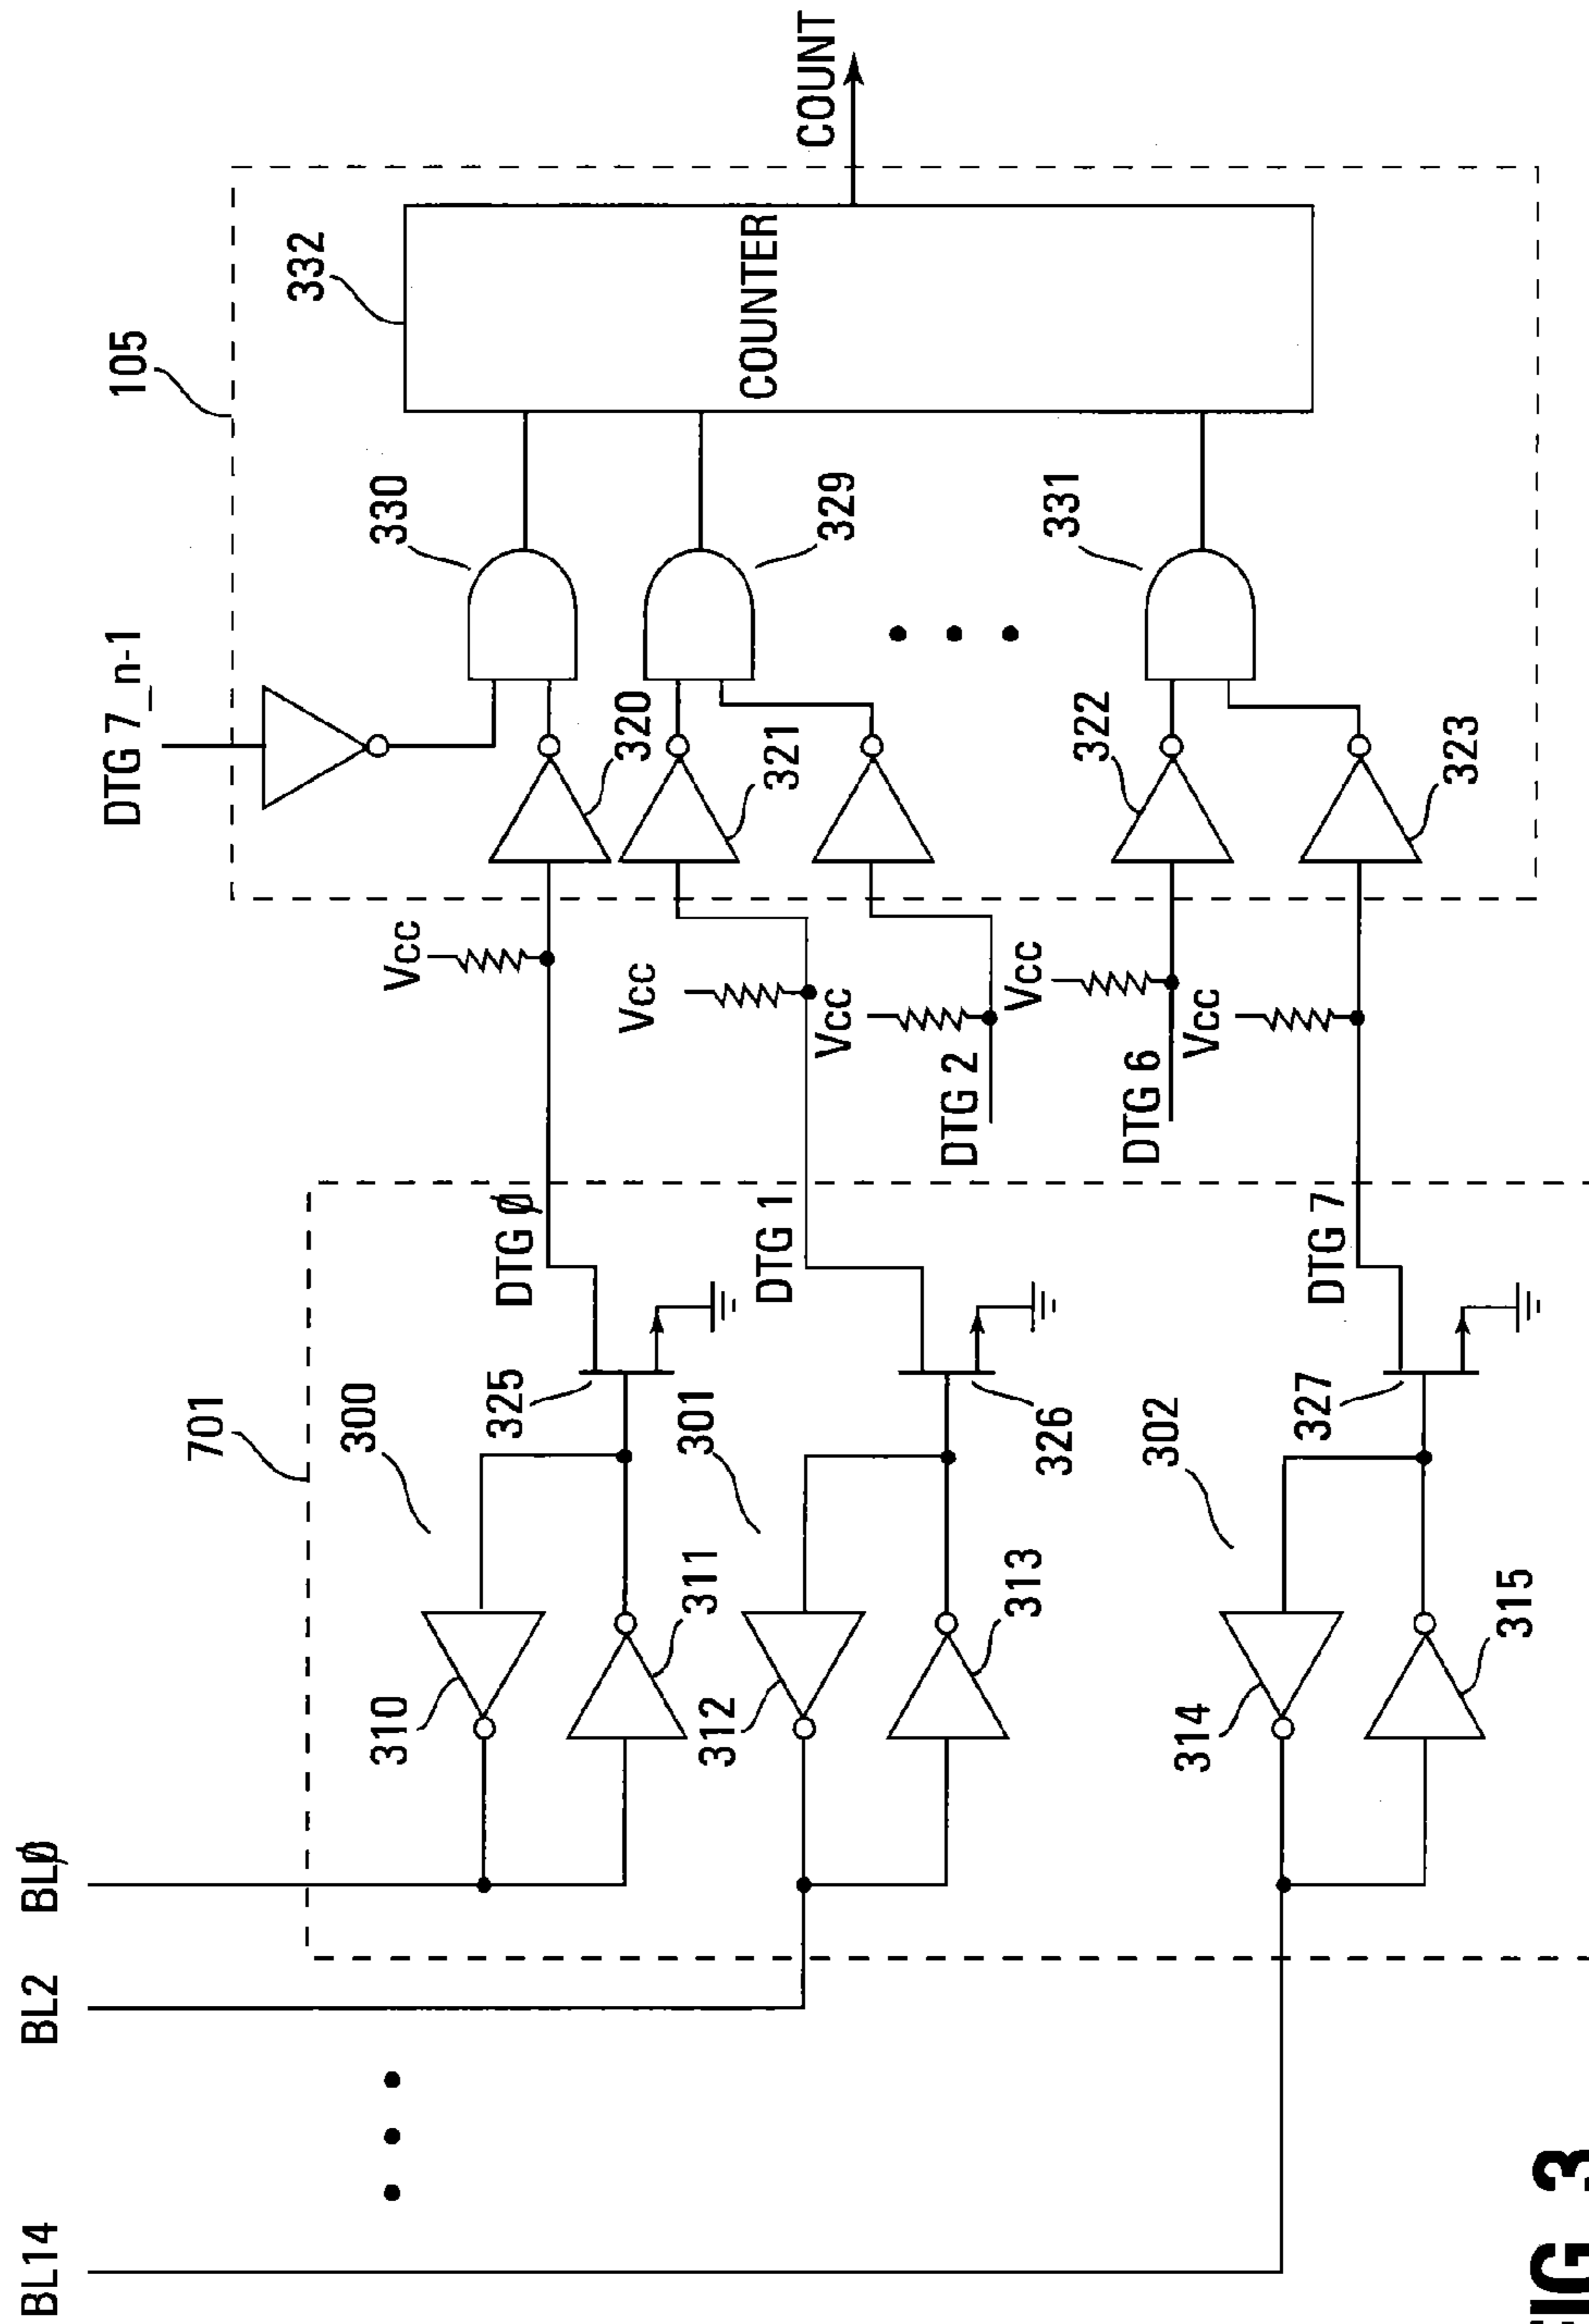 BL14
BL2
BLØ
701
300
310
311
325
DTG Ø
301
312
313
326
DTG 1
302
314
315
327
DTG 7
Vcc
Vcc
Vcc
DTG 2
Vcc
DTG 6
Vcc
DTG 7_n-1
105
320
321
322
323
330
329
331
332
COUNTER
COUNT
FIG. 3